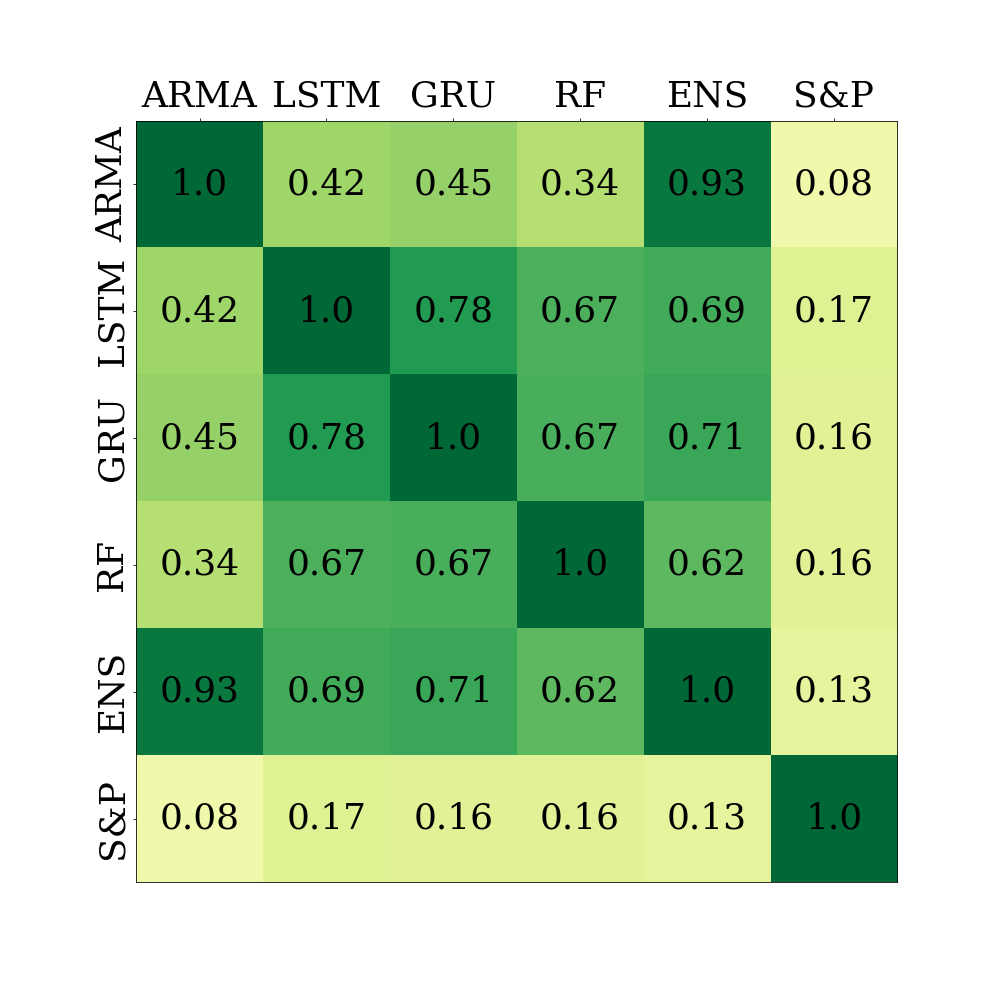 ARMA LSTM GRU RF ENS S&P
ARMA 1.0 0.42 0.45 0.34 0.93 0.08
LSTM 0.42 1.0 0.78 0.67 0.69 0.17
GRU 0.45 0.78 1.0 0.67 0.71 0.16
RF 0.34 0.67 0.67 1.0 0.62 0.16
ENS 0.93 0.69 0.71 0.62 1.0 0.13
S&P 0.08 0.17 0.16 0.16 0.13 1.0